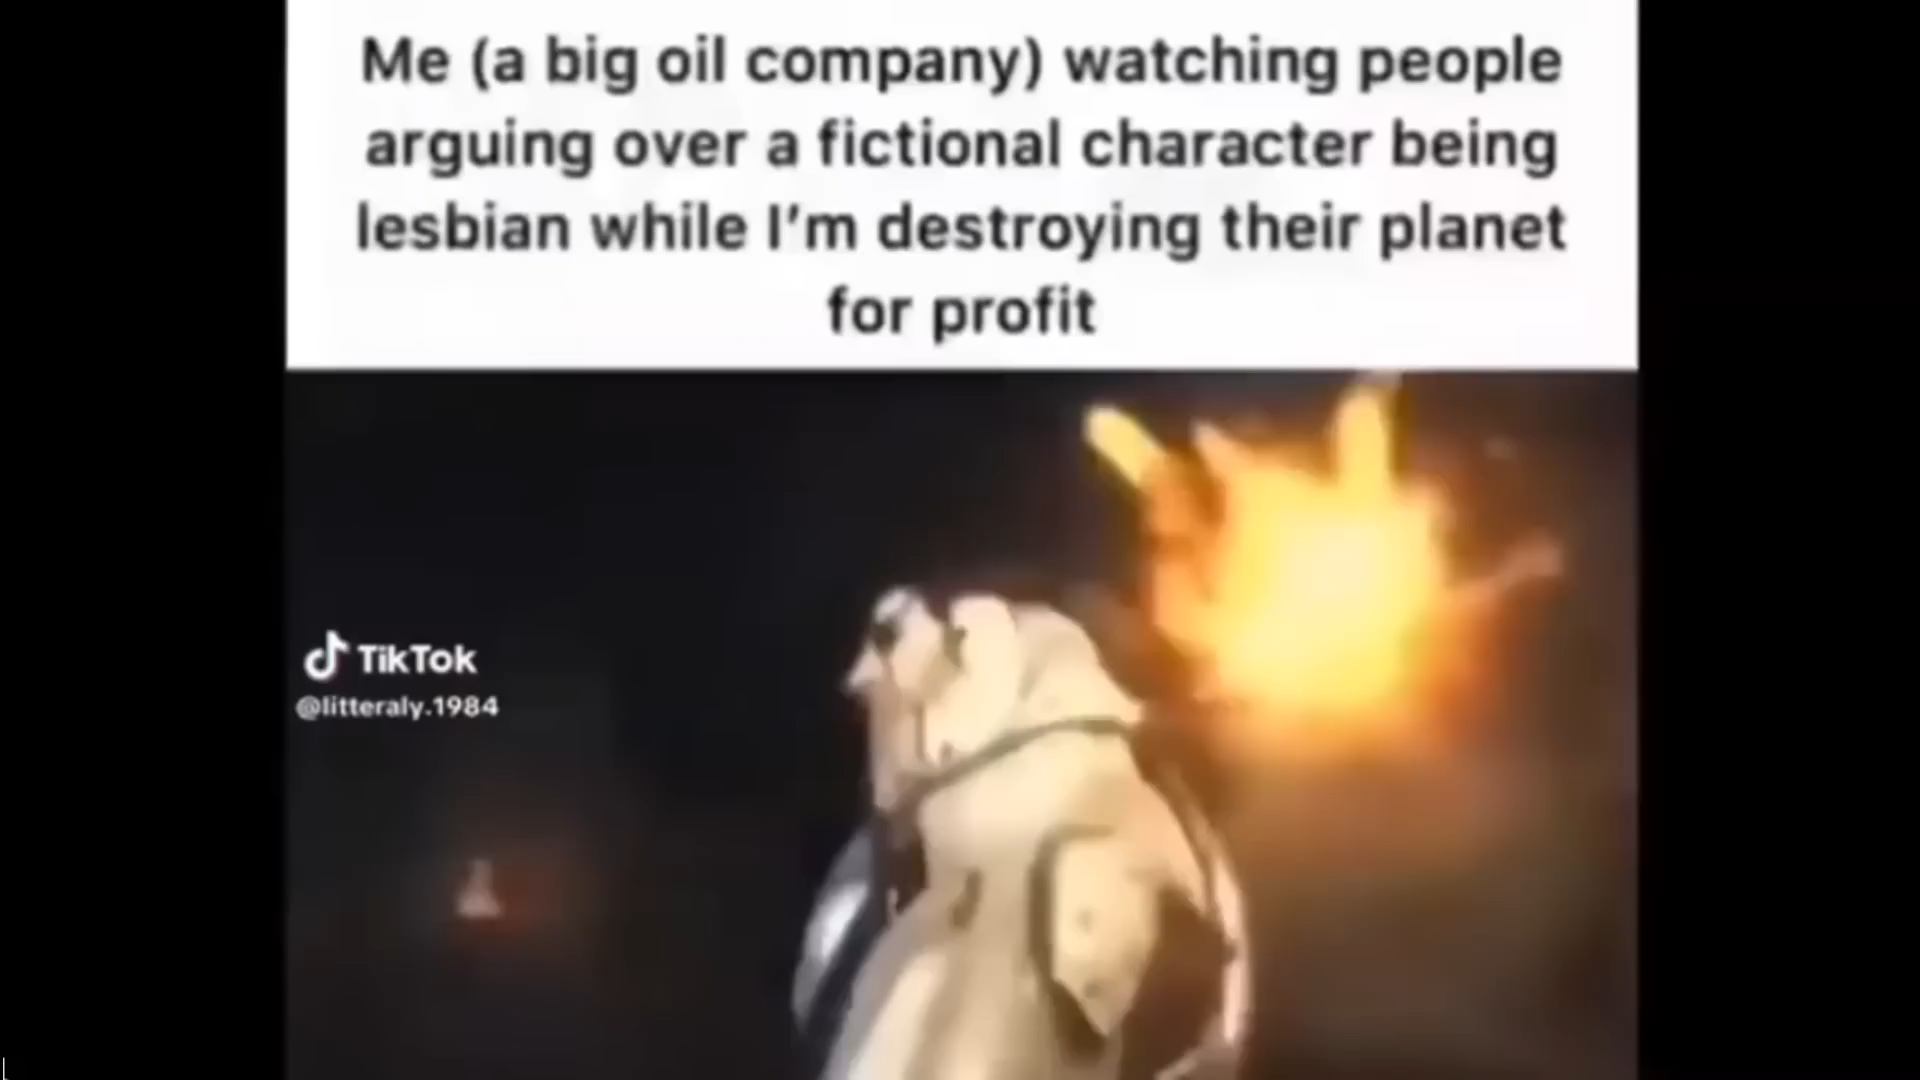 Me (a big oil company) watching people
arguing over a fictional character being
lesbian while I'm destroying their planet
for profit
TikTok
@litteraly.1984